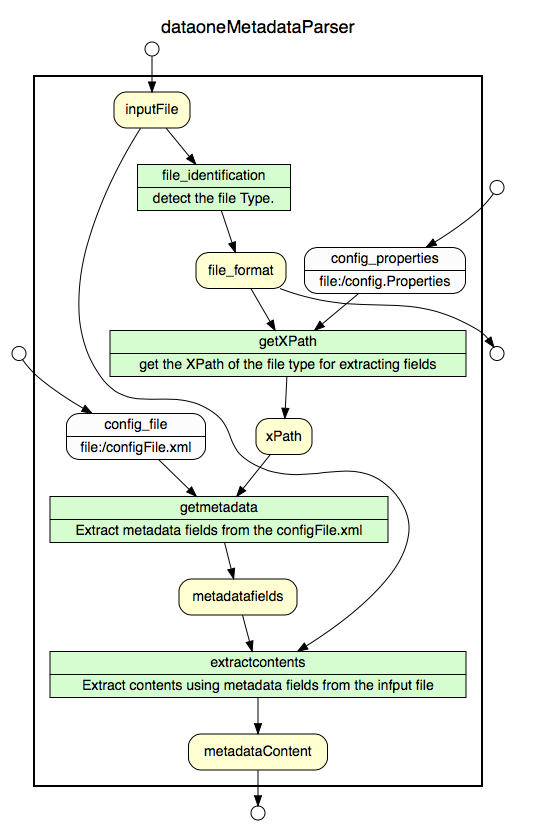 dataoneMetadataParser
inputFile
file_identification
detect the file Type.
file_format
config_properties
file:/config.Properties
getXPath
get the XPath of the file type for extracting fields
config_file
file:/configFile.xml
xPath
getmetadata
Extract metadata fields from the configFile.xml
metadatafields
extractcontents
Extract contents using metadata fields from the infput file
metadataContent